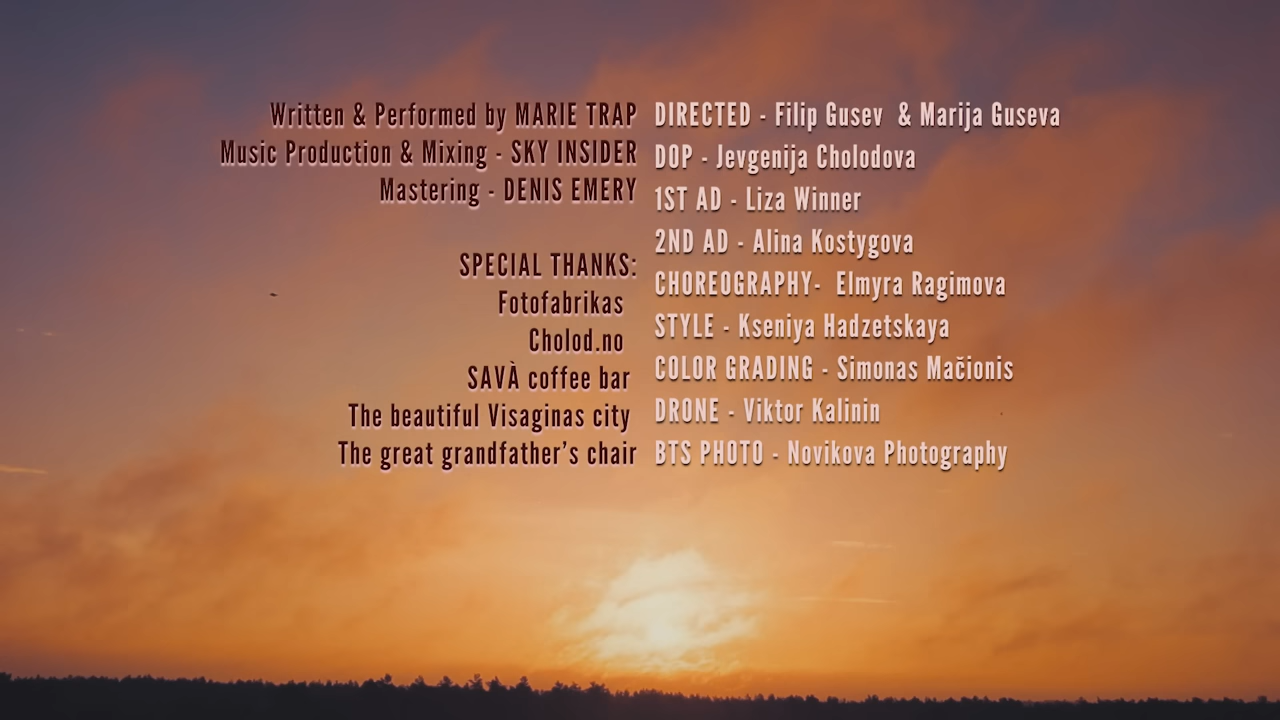 Written & Performed by MARIE TRAP
Music Production & Mixing - SKY INSIDER
Mastering - DENIS EMERY
SPECIAL THANKS:
Fotofabrikas
Cholod.no
SAVÀ coffee bar
The beautiful Visaginas city
The great grandfather’s chair
DIRECTED - Filip Gusev & Marija Guseva
DOP - Jevgenija Cholodova
1ST AD - Liza Winner
2ND AD - Alina Kostygova
CHOREOGRAPHY- Elmyra Ragimova
STYLE - Kseniya Hadzetskaya
COLOR GRADING - Simonas Mačionis
DRONE - Viktor Kalinin
BTS PHOTO - Novikova Photography